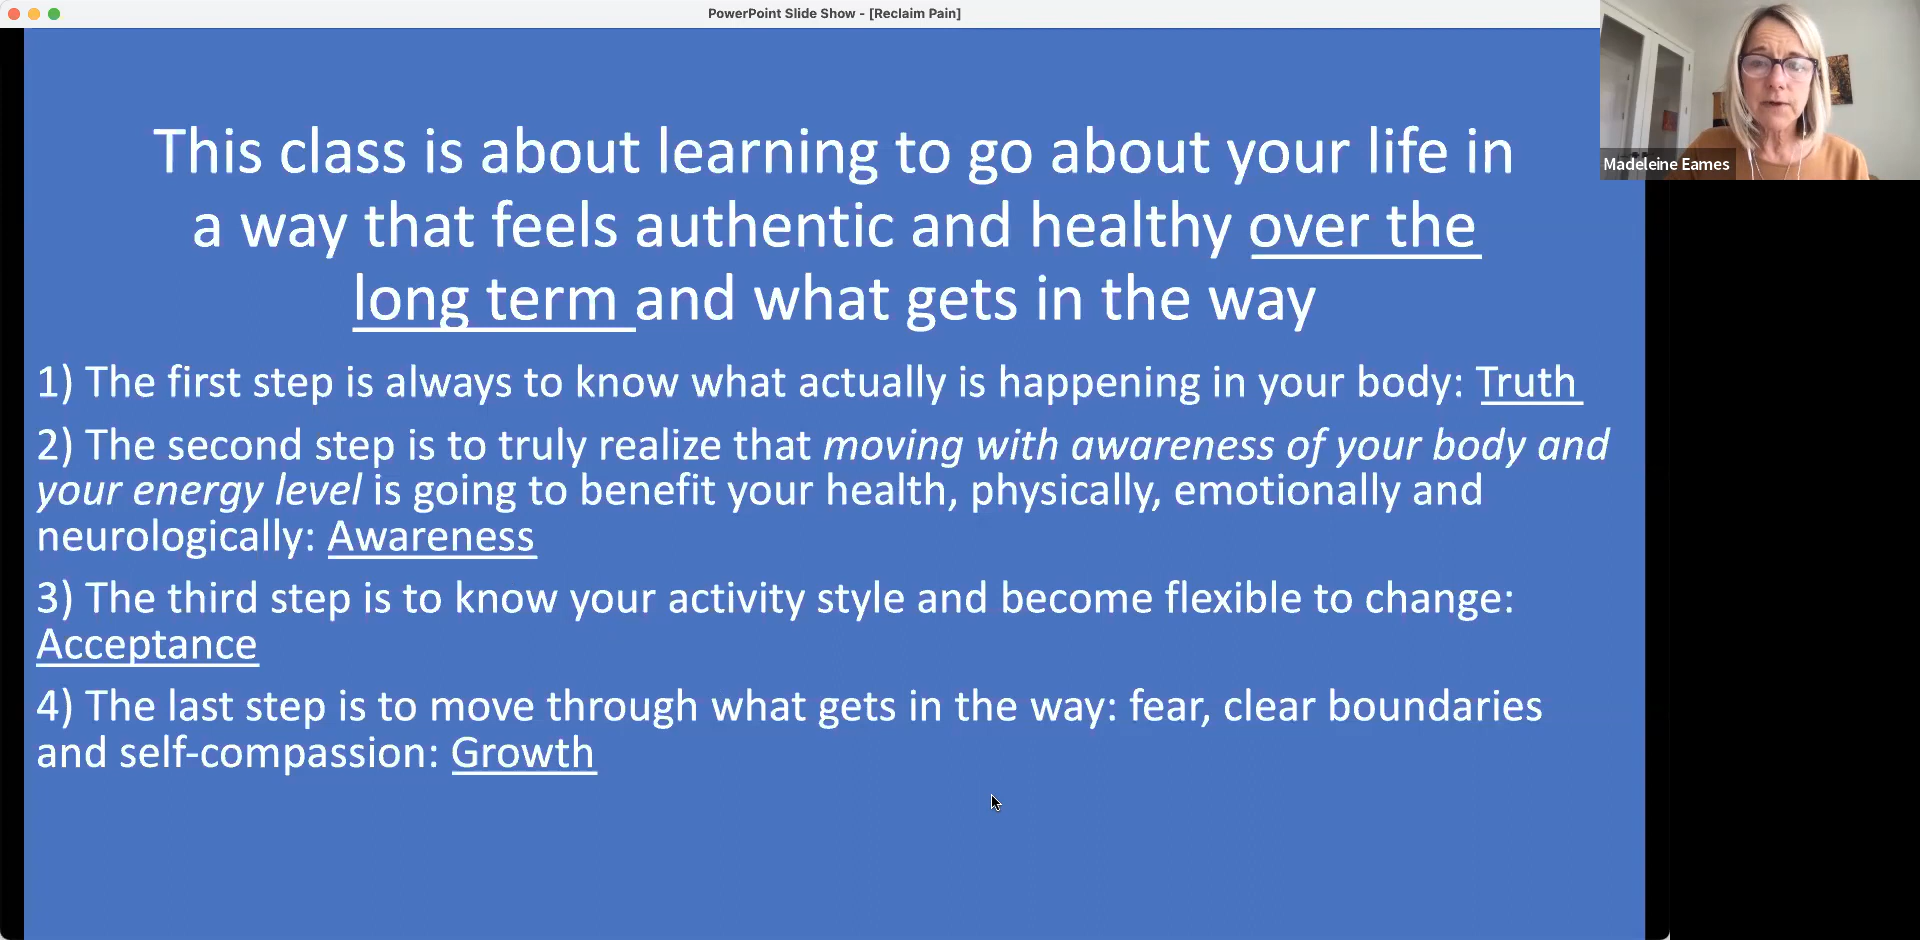 PowerPoint Slide Show - [Reclaim Pain]
Madeleine Eames
This class is about learning to go about your life in
a way that feels authentic and healthy over the
long term and what gets in the way
1) The first step is always to know what actually is happening in your body: Truth
2) The second step is to truly realize that moving with awareness of your body and
your energy level is going to benefit your health, physically, emotionally and
neurologically: Awareness
3) The third step is to know your activity style and become flexible to change:
Acceptance
4) The last step is to move through what gets in the way: fear, clear boundaries
and self-compassion: Growth